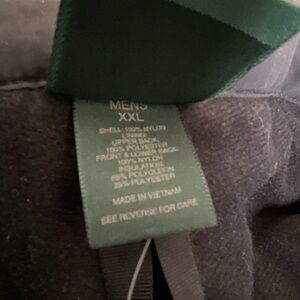 MENS
XXL
SHELL: 100% NYLON
LINING:
UPPER BACK:
100% POLYESTER
FRONT & LOWER BACK:
100% NYLON
INSULATION:
65% POLYOLEFIN
35% POLYESTER
MADE IN VIETNAM
SEE REVERSE FOR CARE